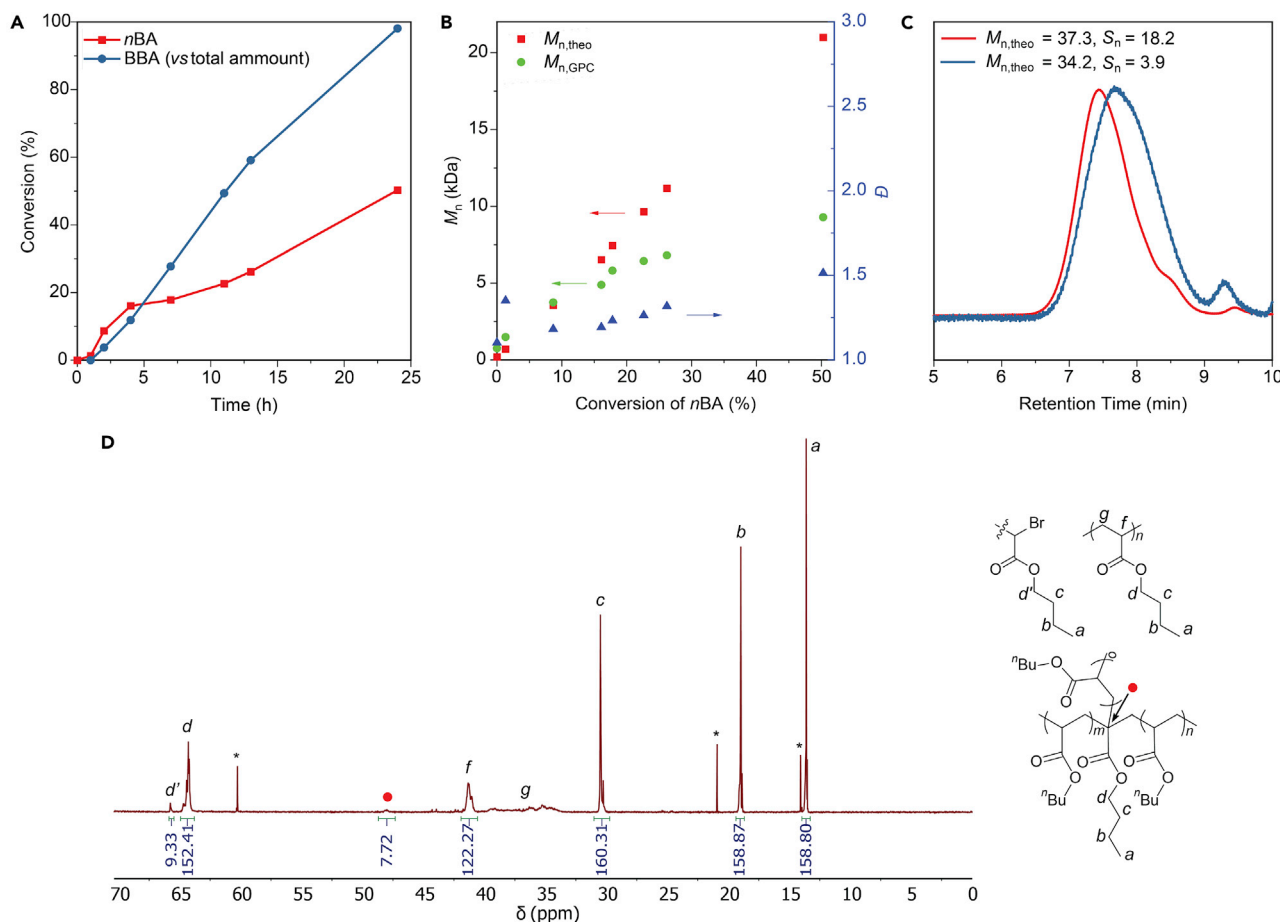 A
nBA
BBA (vs total ammount)
100
80
60
40
20
0
Conversion (%)
0 5 10 15 20 25
Time (h)
B
Mn,theo
Mn,GPC
20
15
10
5
0
Mn (kDa)
3.0
2.5
2.0
1.5
1.0
Đ
0 10 20 30 40 50
Conversion of nBA (%)
C
Mn,theo = 37.3, Sn = 18.2
Mn,theo = 34.2, Sn = 3.9
5 6 7 8 9 10
Retention Time (min)
D
d' d * f g c * b * a
9.33 152.41 7.72 122.27 160.31 158.87 158.80
70 65 60 55 50 45 40 35 30 25 20 15 10 5 0
δ (ppm)
Br
O O
d' c
b a
g f
n
O O
d c
b a
nBu O
O
o
m n
O O O O O O
nBu d c nBu
b
a